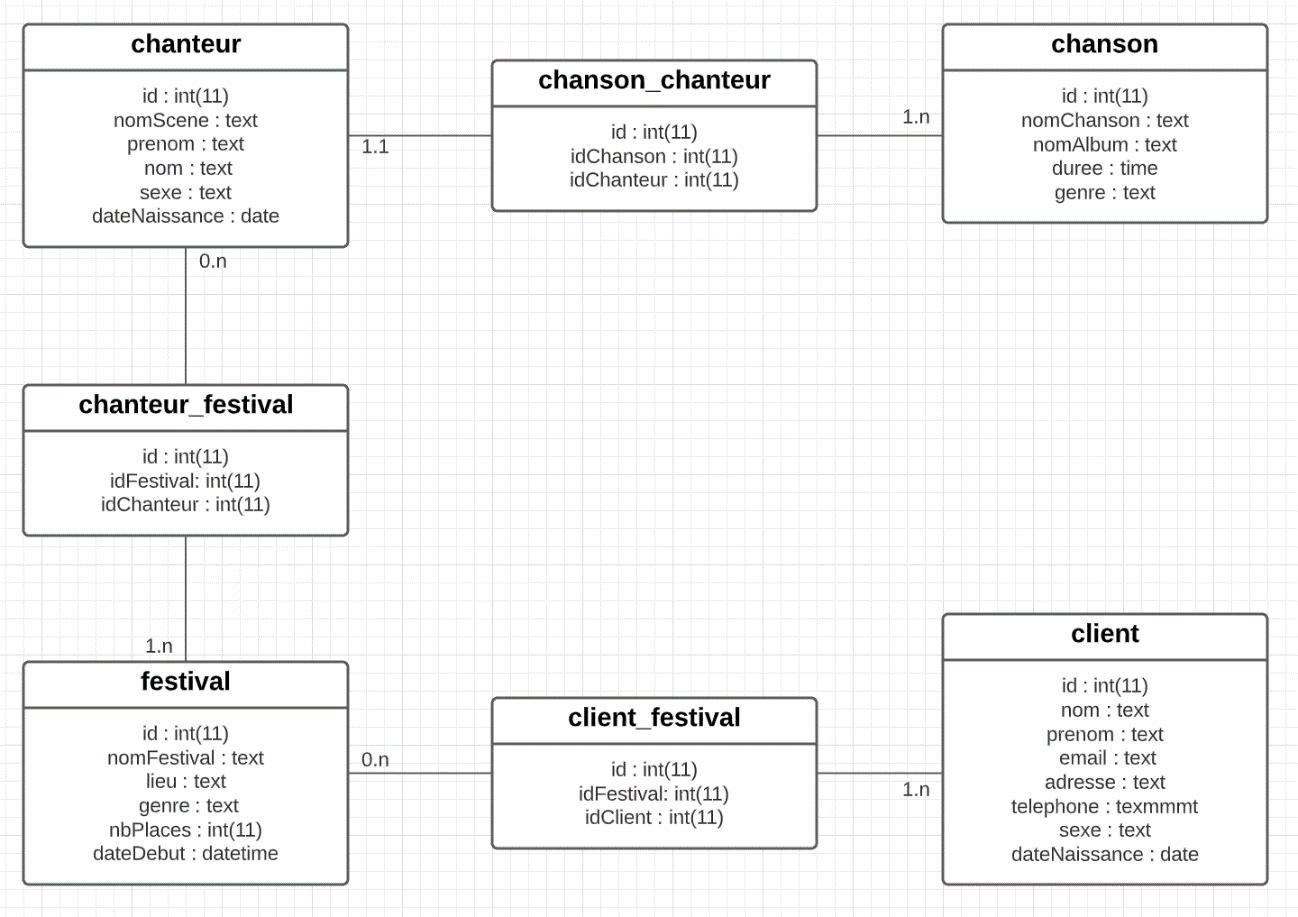 chanteur
id : int(11)
nomScene : text
prenom : text
nom : text
sexe : text
dateNaissance : date
1.1
0.n
chanson_chanteur
id : int(11)
idChanson : int(11)
idChanteur : int(11)
1.n
chanson
id : int(11)
nomChanson : text
nomAlbum : text
duree : time
genre : text
chanteur_festival
id : int(11)
idFestival: int(11)
idChanteur : int(11)
1.n
festival
id : int(11)
nomFestival : text
lieu : text
genre : text
nbPlaces : int(11)
dateDebut : datetime
0.n
client_festival
id : int(11)
idFestival: int(11)
idClient : int(11)
1.n
client
id : int(11)
nom : text
prenom : text
email : text
adresse : text
telephone : texmmmt
sexe : text
dateNaissance : date